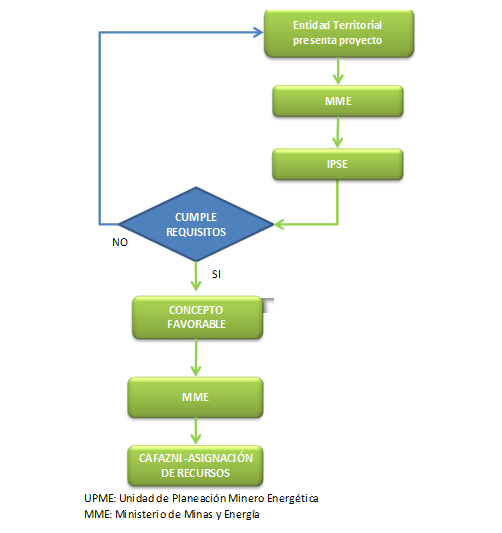 Entidad Territorial
presenta proyecto
MME
IPSE
CUMPLE
REQUISITOS
NO
SI
CONCEPTO
FAVORABLE
MME
CAFAZNI -ASIGNACIÓN
DE RECURSOS
UPME: Unidad de Planeación Minero Energética
MME: Ministerio de Minas y Energía